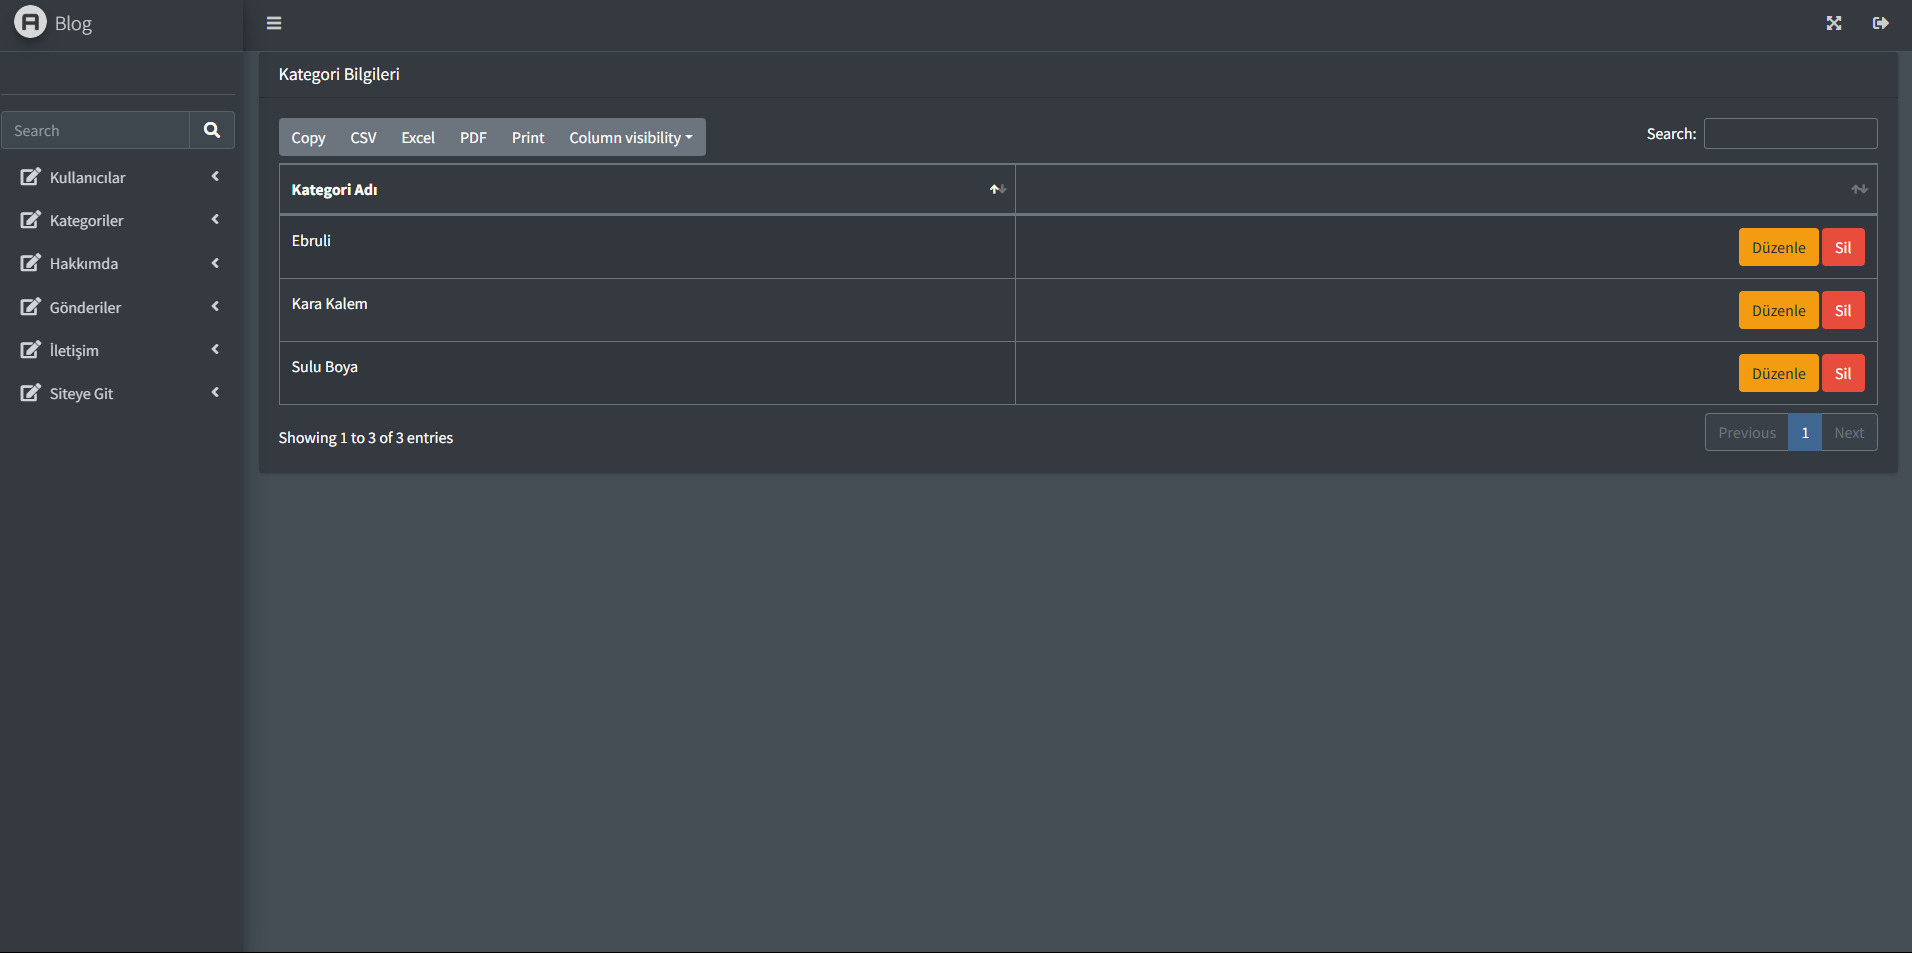 Blog
Kategori Bilgileri
Search
Kullanıcılar
Kategoriler
Hakkımda
Gönderiler
İletişim
Siteye Git
Copy CSV Excel PDF Print Column visibility
Search:
Kategori Adı
Ebruli Düzenle Sil
Kara Kalem Düzenle Sil
Sulu Boya Düzenle Sil
Showing 1 to 3 of 3 entries
Previous 1 Next